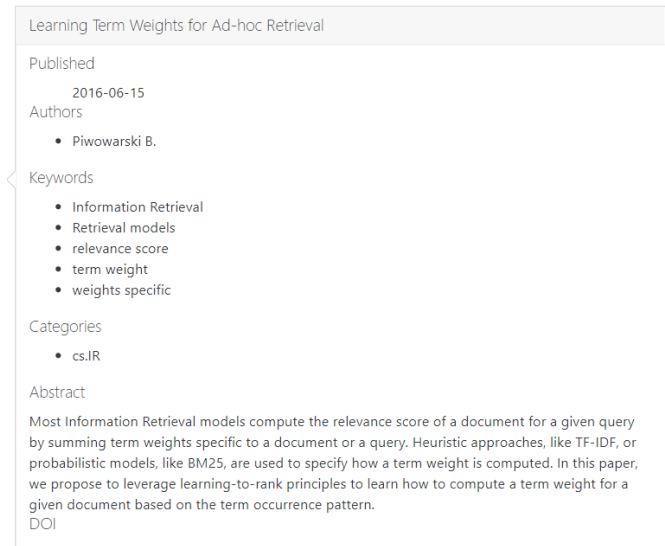 Learning Term Weights for Ad-hoc Retrieval
Published
2016-06-15
Authors
• Piwowarski B.
Keywords
• Information Retrieval
• Retrieval models
• relevance score
• term weight
• weights specific
Categories
• cs.IR
Abstract
Most Information Retrieval models compute the relevance score of a document for a given query
by summing term weights specific to a document or a query. Heuristic approaches, like TF-IDF, or
probabilistic models, like BM25, are used to specify how a term weight is computed. In this paper,
we propose to leverage learning-to-rank principles to learn how to compute a term weight for a
given document based on the term occurrence pattern.
DOI